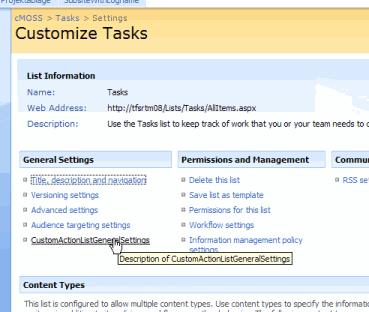 Projektablage SubsiteWithLogname
cMOSS > Tasks > Settings
Customize Tasks
List Information
Name: Tasks
Web Address: http://tfsrtm08/Lists/Tasks/AllItems.aspx
Description: Use the Tasks list to keep track of work that you or your team needs to
General Settings Permissions and Management
Title, description and navigation Delete this list RSS
Versioning settings Save list as template
Advanced settings Permissions for this list
Audience targeting settings Workflow settings
CustomActionListGeneralSettings Information management policy
settings
Description of CustomActionListGeneralSettings
Content Types
This list is configured to allow multiple content types. Use content types to specify the